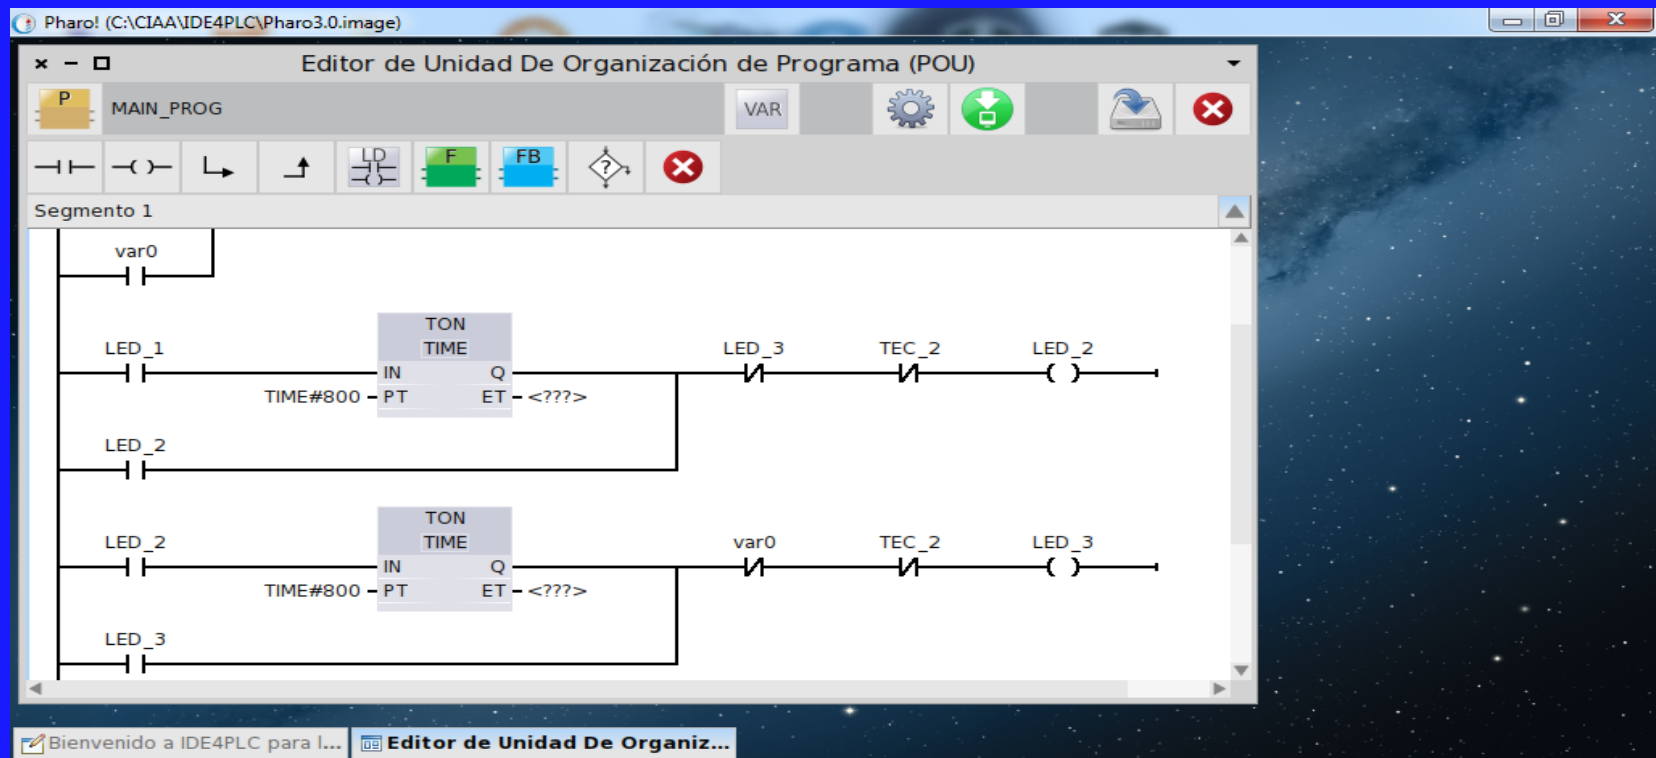 Pharo! (C:\CIAA\IDE4PLC\Pharo3.0.image)
Editor de Unidad De Organización de Programa (POU)
P MAIN_PROG VAR
LD F FB ?
Segmento 1
var0
TON
LED_1 TIME LED_3 TEC_2 LED_2
IN Q
TIME#800 PT ET <???>
LED_2
TON
LED_2 TIME var0 TEC_2 LED_3
IN Q
TIME#800 PT ET <???>
LED_3
Bienvenido a IDE4PLC para l... Editor de Unidad De Organiz...